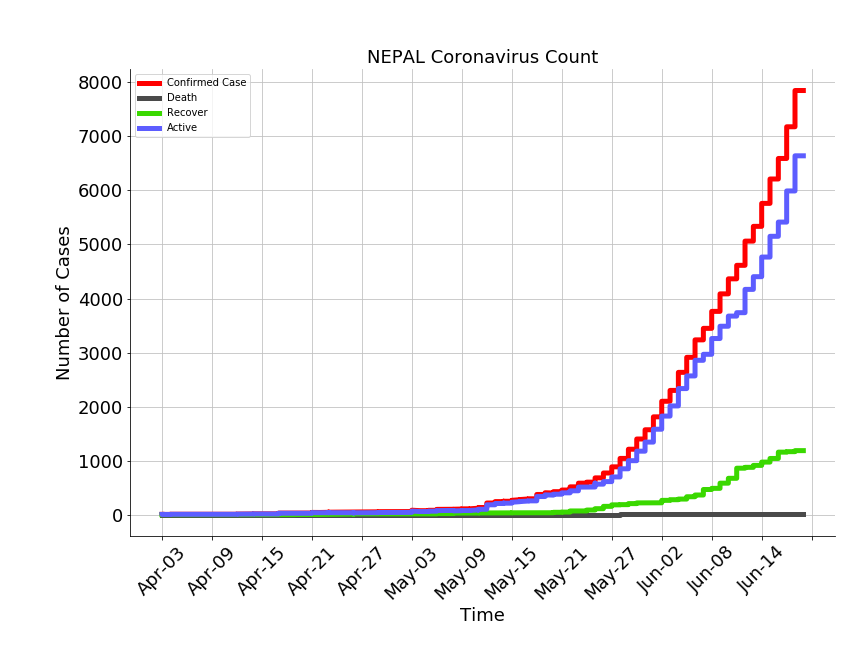 NEPAL Coronavirus Count
Confirmed Case
Death
Recover
Active
8000
7000
6000
5000
4000
3000
2000
1000
0
Number of Cases
Apr-03
Apr-09
Apr-15
Apr-21
Apr-27
May-03
May-09
May-15
May-21
May-27
Jun-02
Jun-08
Jun-14
Time